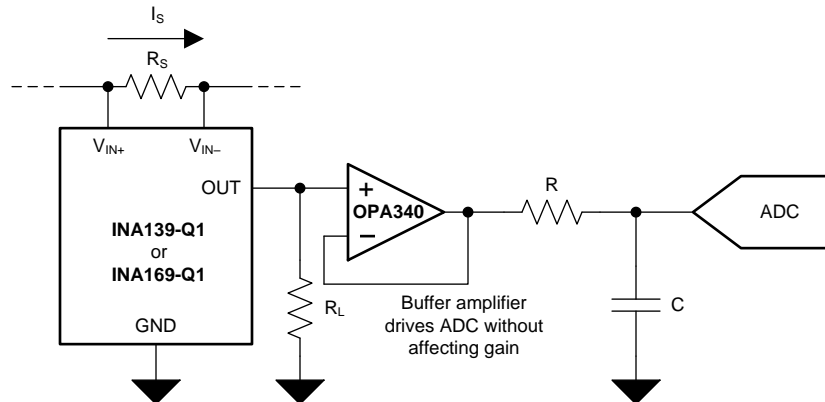 I_S
R_S
V_IN+
V_IN–
OUT
INA139-Q1
or
INA169-Q1
GND
R_L
+
OPA340
–
Buffer amplifier
drives ADC without
affecting gain
R
C
ADC